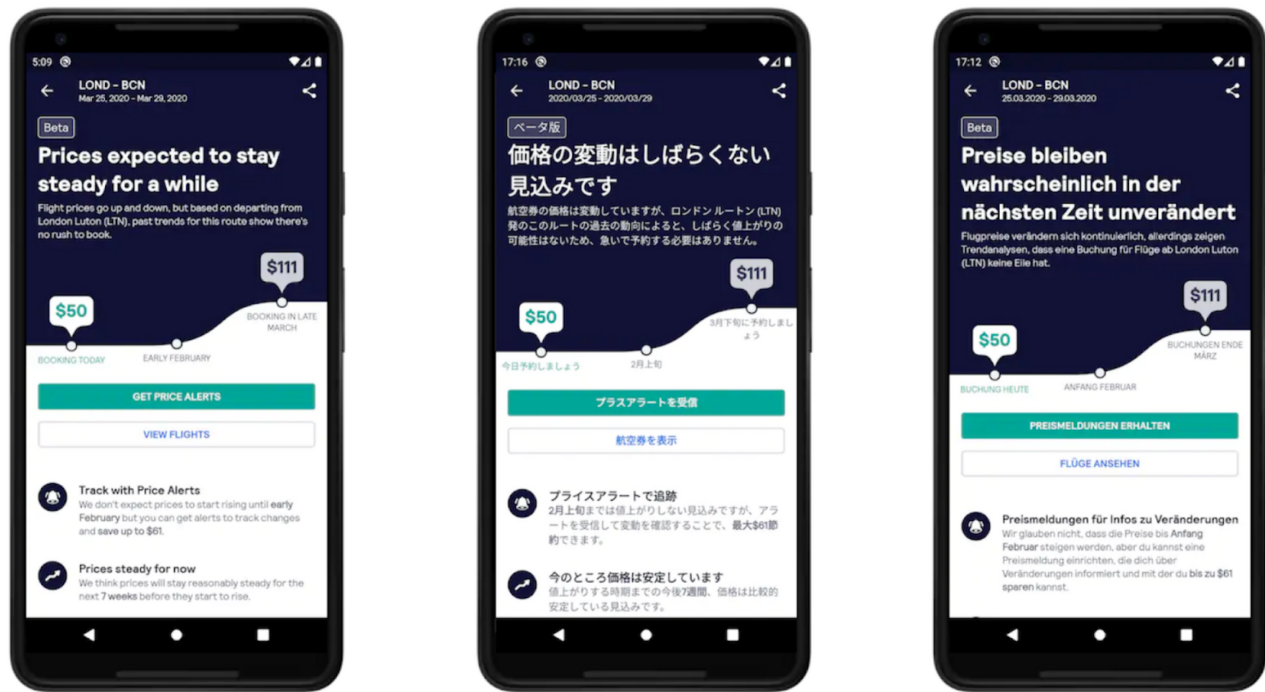 5:09
LOND – BCN
Mar 25, 2020 – Mar 29, 2020
Beta
Prices expected to stay
steady for a while
Flight prices go up and down, but based on departing from
London Luton (LTN), past trends for this route show there's
no rush to book.
$111
$50
BOOKING IN LATE
MARCH
BOOKING TODAY
EARLY FEBRUARY
GET PRICE ALERTS
VIEW FLIGHTS
Track with Price Alerts
We don't expect prices to start rising until early
February but you can get alerts to track changes
and save up to $61.
Prices steady for now
We think prices will stay reasonably steady for the
next 7 weeks before they start to rise.
17:16
LOND – BCN
2020/03/25 – 2020/03/29
ベータ版
価格の変動はしばらくない
見込みです
航空券の価格は変動していますが、ロンドン ルートン (LTN)
発のこのルートの過去の動向によると、しばらく値上がりの
可能性はないため、急いで予約する必要はありません。
$111
$50
3月下旬に予約しまし
ょう
今日予約しましょう
2月上旬
プラスアラートを受信
航空券を表示
プライスアラートで追跡
2月上旬までは値上がりしない見込みですが、アラ
ートを受信して変動を確認することで、最大$61節
約できます。
今のところ価格は安定しています
値上がりする時期までの今後7週間、価格は比較的
安定している見込みです。
17:12
LOND – BCN
25.03.2020 – 29.03.2020
Beta
Preise bleiben
wahrscheinlich in der
nächsten Zeit unverändert
Flugpreise verändern sich kontinuierlich, allerdings zeigen
Trendanalysen, dass eine Buchung für Flüge ab London Luton
(LTN) keine Eile hat.
$111
$50
BUCHUNGEN ENDE
MÄRZ
BUCHUNG HEUTE
ANFANG FEBRUAR
PREISMELDUNGEN ERHALTEN
FLÜGE ANSEHEN
Preismeldungen für Infos zu Veränderungen
Wir glauben nicht, dass die Preise bis Anfang
Februar steigen werden, aber du kannst eine
Preismeldung einrichten, die dich über
Veränderungen informiert und mit der du bis zu $61
sparen kannst.